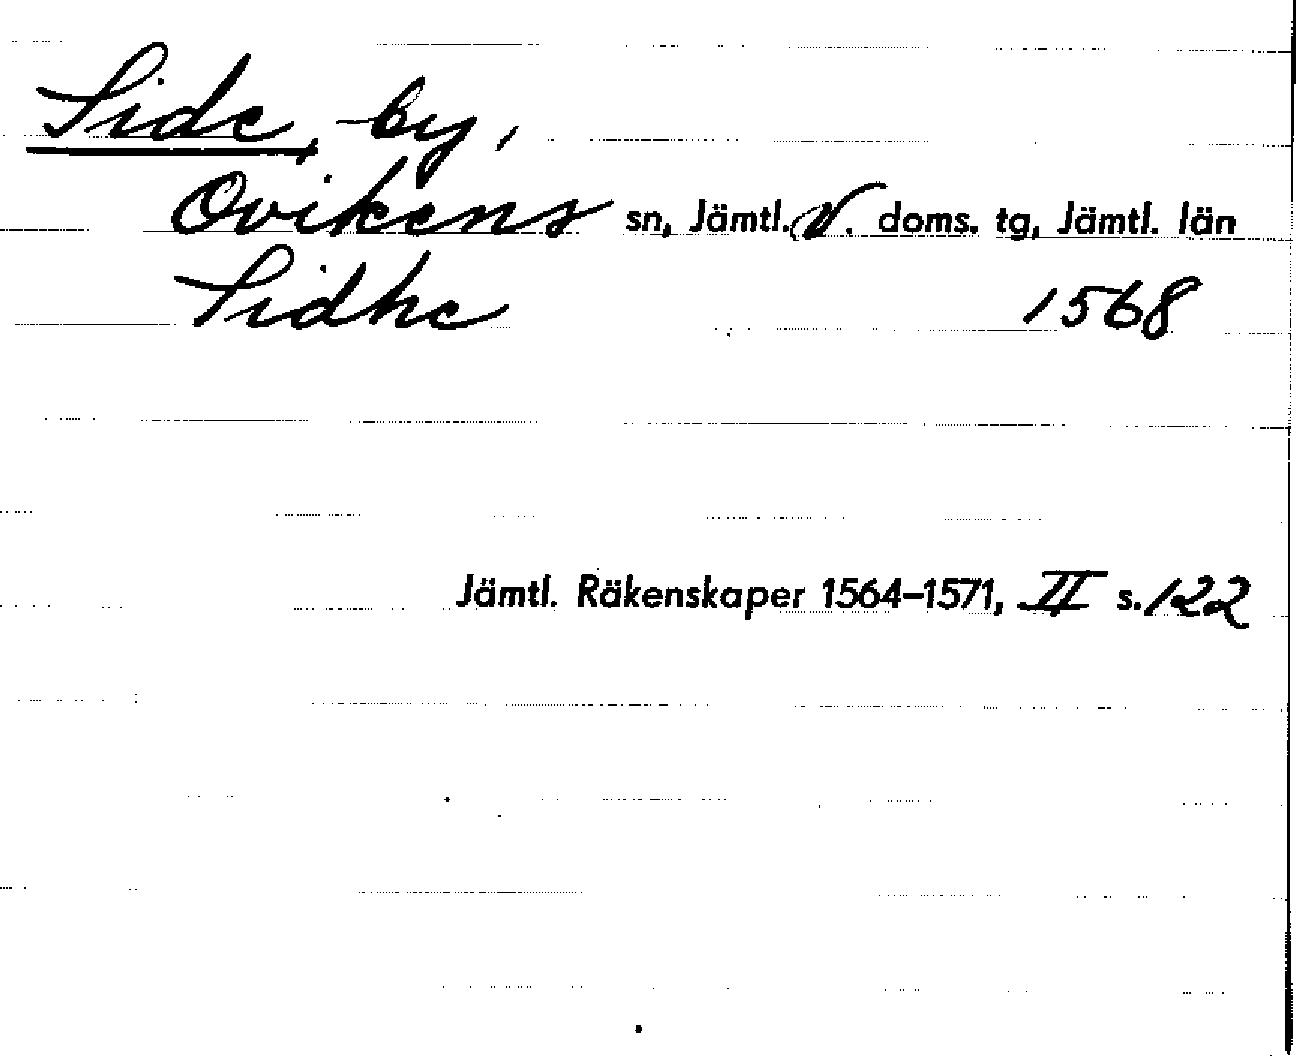 Side, by,
Ovikens sn, Jämtl. V. doms. tg, Jämtl. län
Sidhe 1568
Jämtl. Räkenskaper 1564–1571, II s. 122